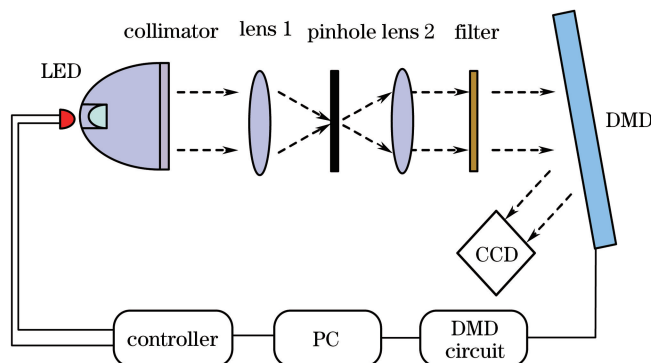 collimator lens 1 pinhole lens 2 filter
LED
DMD
CCD
controller PC DMD
circuit